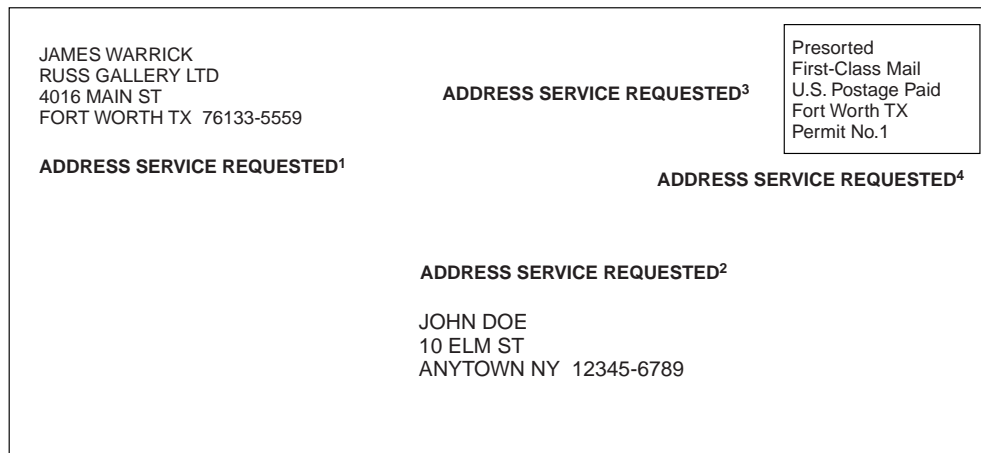 JAMES WARRICK
RUSS GALLERY LTD
4016 MAIN ST
FORT WORTH TX 76133-5559
ADDRESS SERVICE REQUESTED¹
ADDRESS SERVICE REQUESTED³
Presorted
First-Class Mail
U.S. Postage Paid
Fort Worth TX
Permit No.1
ADDRESS SERVICE REQUESTED⁴
ADDRESS SERVICE REQUESTED²
JOHN DOE
10 ELM ST
ANYTOWN NY 12345-6789